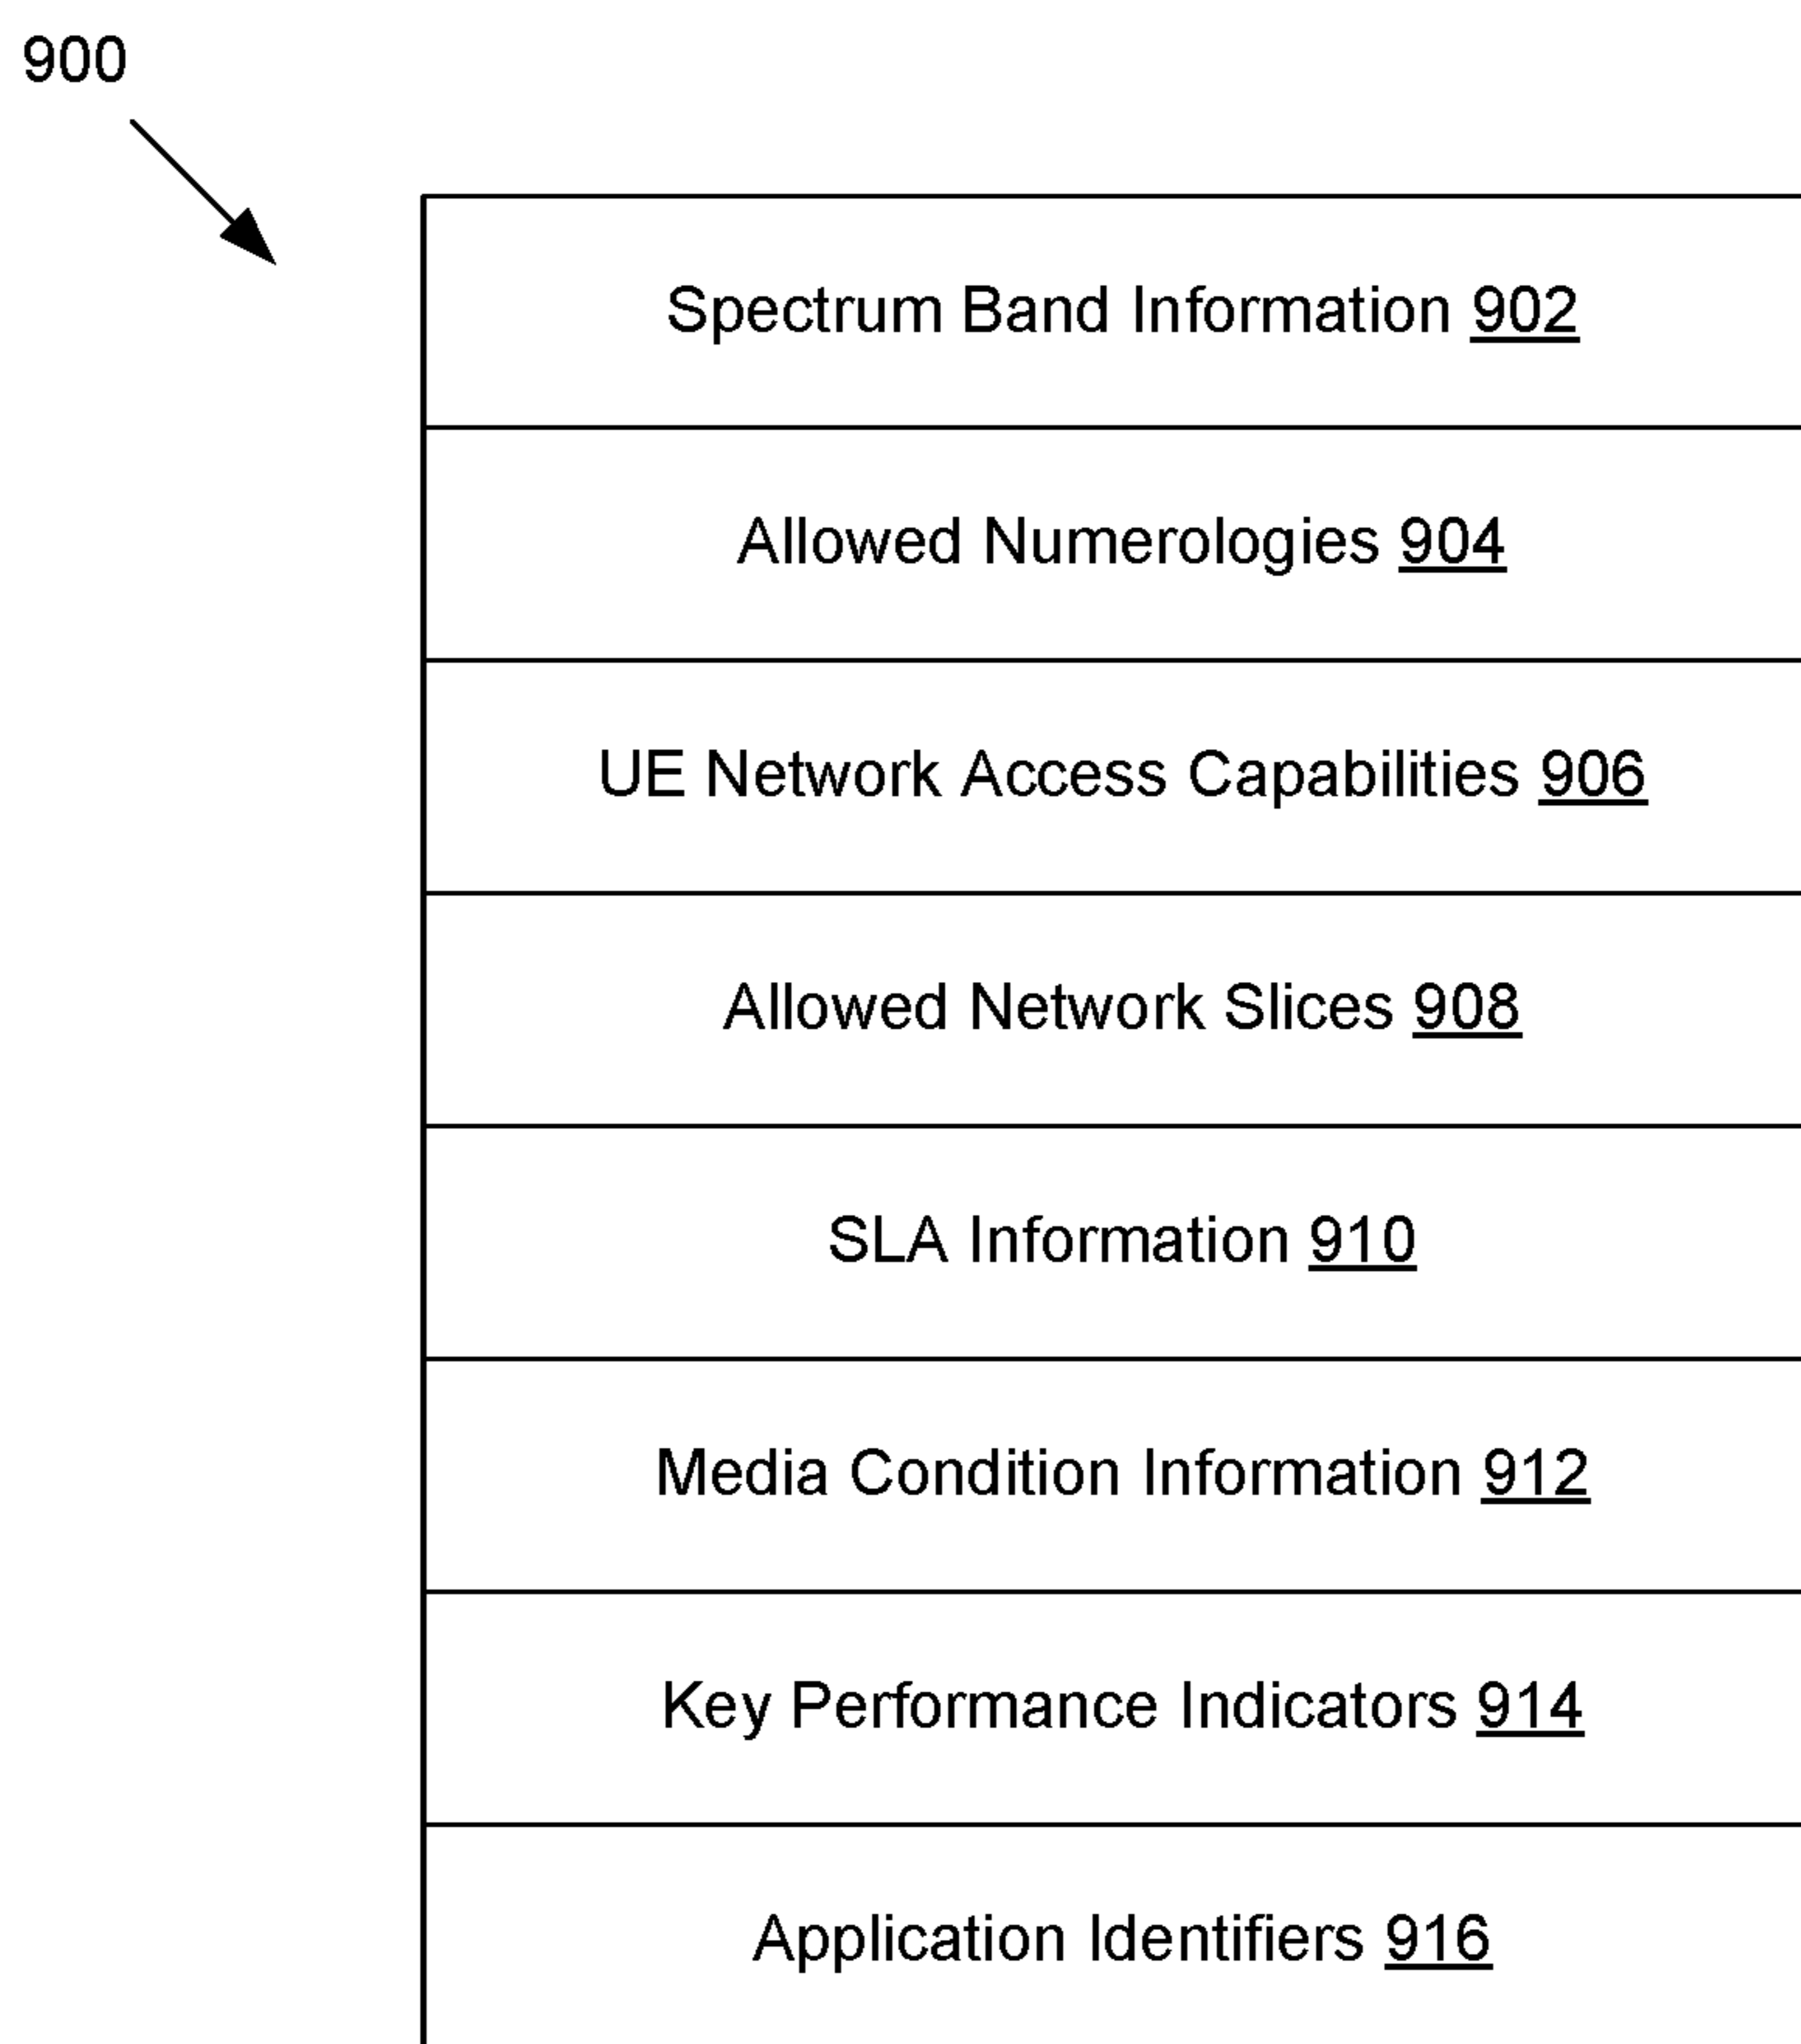 900
Spectrum Band Information 902
Allowed Numerologies 904
UE Network Access Capabilities 906
Allowed Network Slices 908
SLA Information 910
Media Condition Information 912
Key Performance Indicators 914
Application Identifiers 916